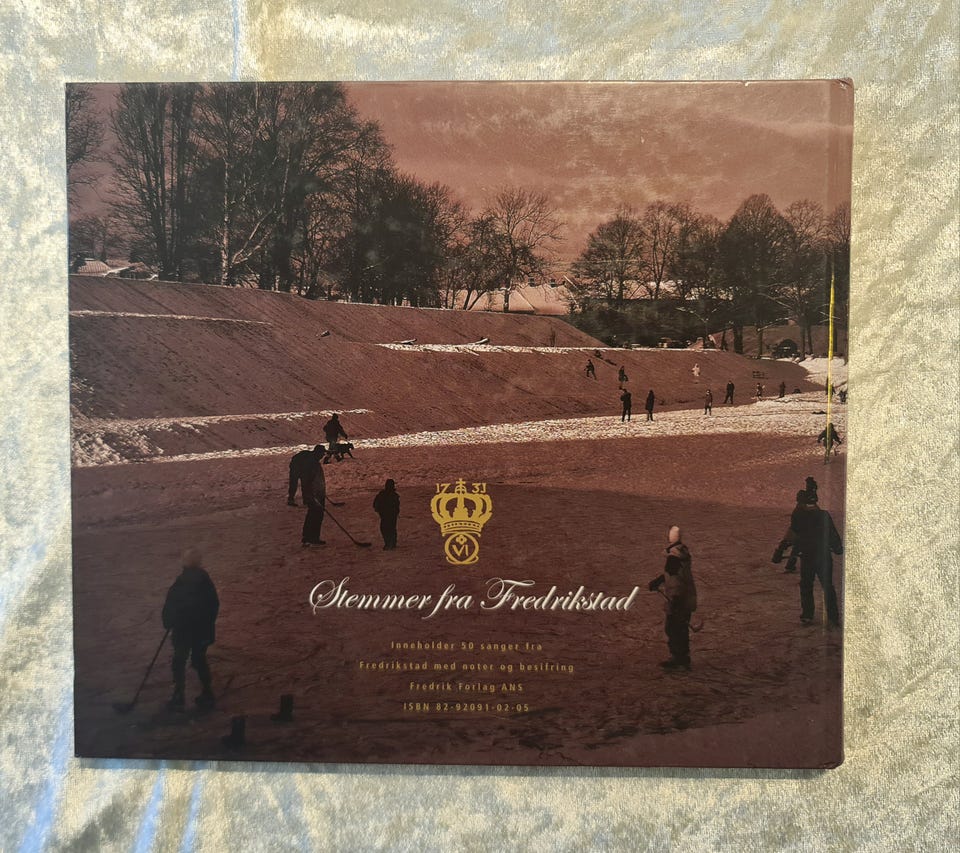 17 31
VI
Stemmer fra Fredrikstad
Inneholder 50 sanger fra
Fredrikstad med noter og besifring
Fredrik Forlag ANS
ISBN 82-92091-02-05